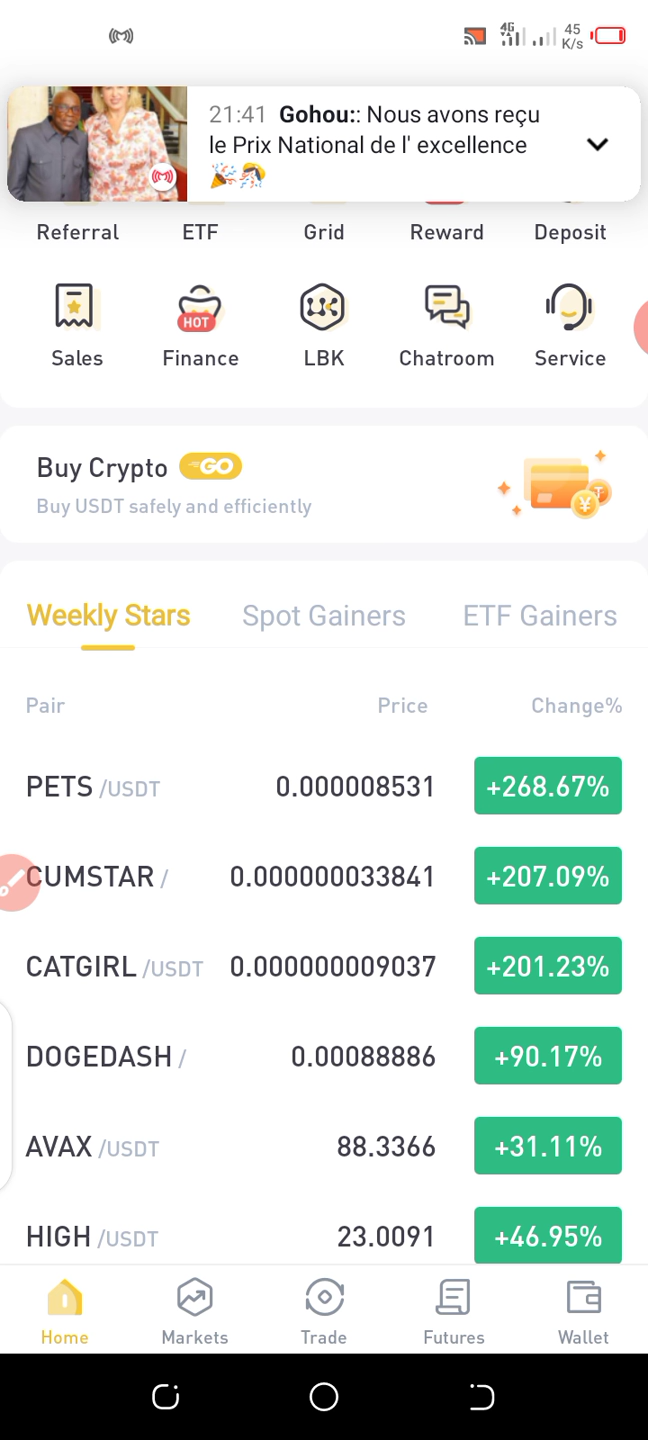 4G
45
K/s
21:41 Gohou:: Nous avons reçu
le Prix National de l' excellence
🎉🎊
Referral ETF Grid Reward Deposit
HOT
Sales Finance LBK Chatroom Service
Buy Crypto GO
Buy USDT safely and efficiently
Weekly Stars Spot Gainers ETF Gainers
Pair Price Change%
PETS /USDT 0.000008531 +268.67%
CUMSTAR / 0.000000033841 +207.09%
CATGIRL /USDT 0.000000009037 +201.23%
DOGEDASH / 0.00088886 +90.17%
AVAX /USDT 88.3366 +31.11%
HIGH /USDT 23.0091 +46.95%
Home Markets Trade Futures Wallet